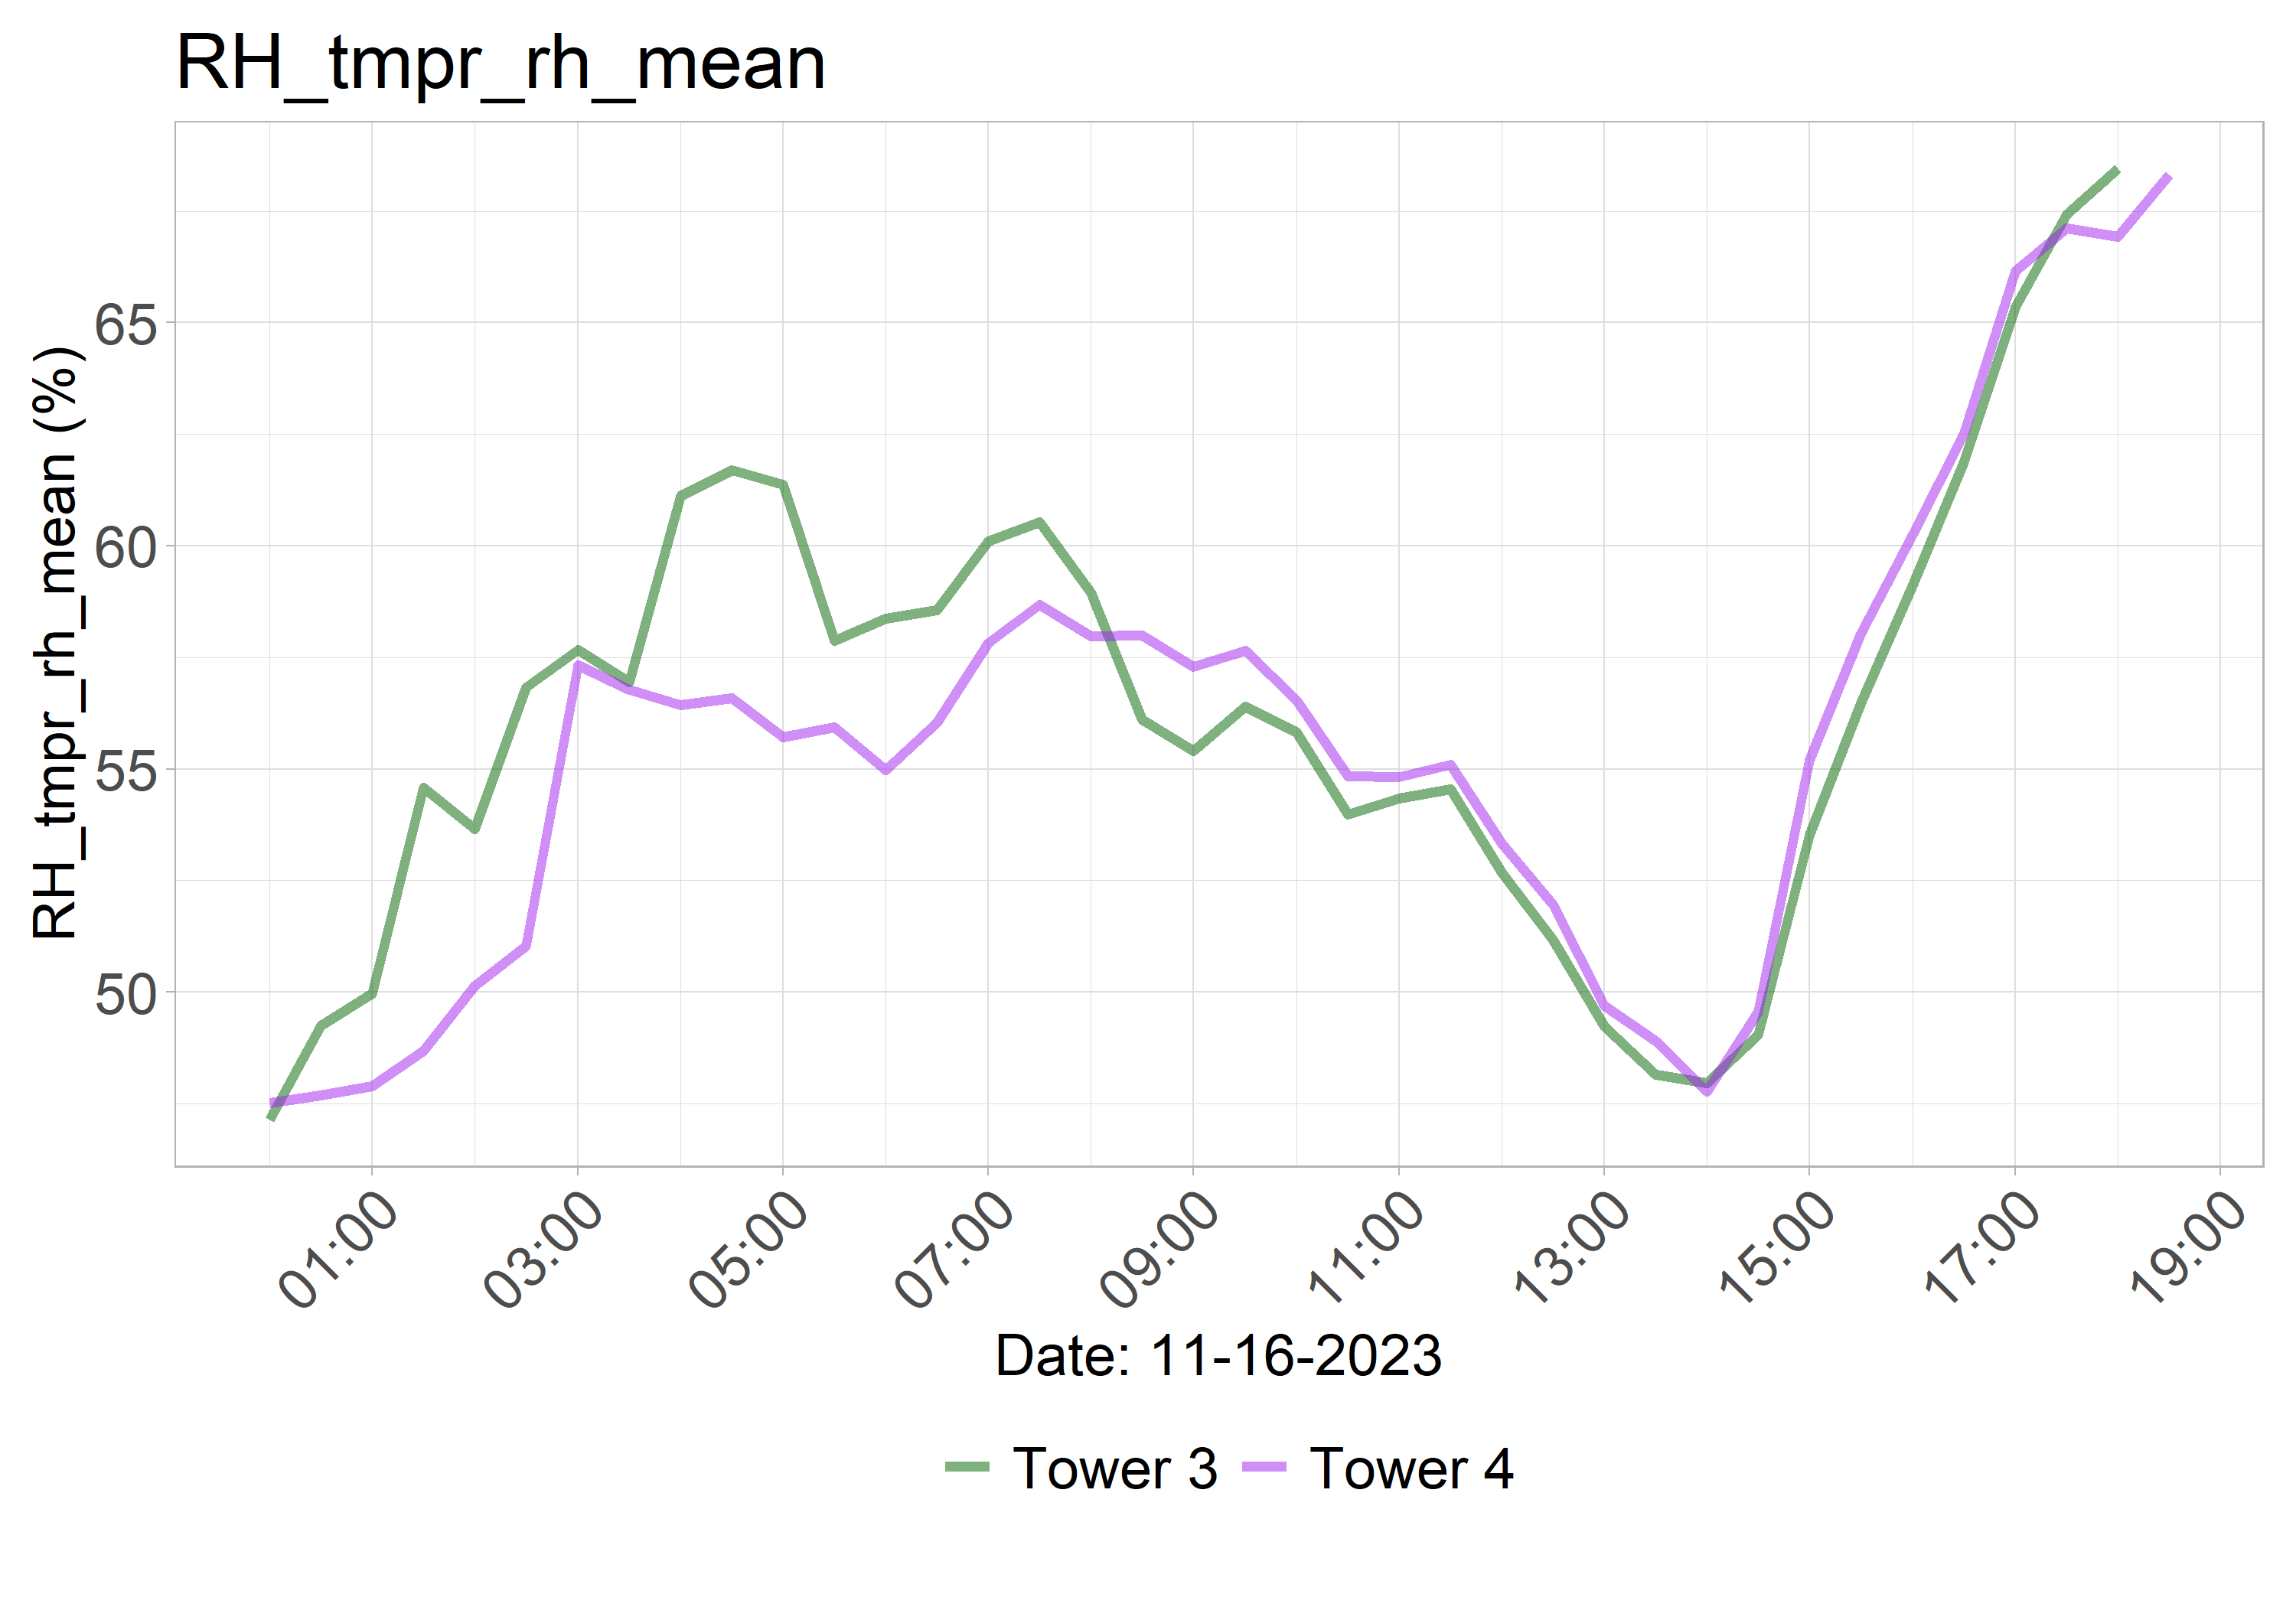 RH_tmpr_rh_mean
RH_tmpr_rh_mean (%)
65
60
55
50
01:00 03:00 05:00 07:00 09:00 11:00 13:00 15:00 17:00 19:00
Date: 11-16-2023
Tower 3 Tower 4